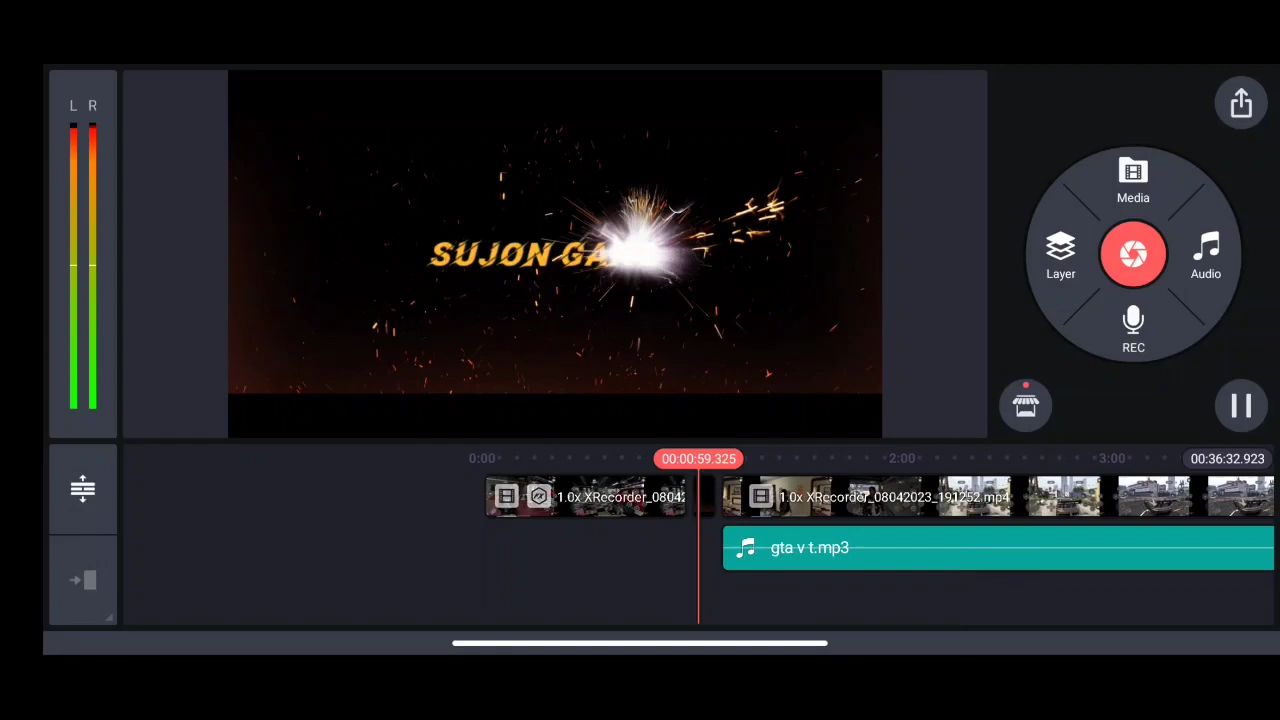 L R
SUJON GA
Media
Layer
Audio
REC
0:00
00:00:59.325
2:00
3:00
00:36:32.923
1.0x XRecorder_0804
1.0x XRecorder_08042023_191252.mp4
gta v t.mp3